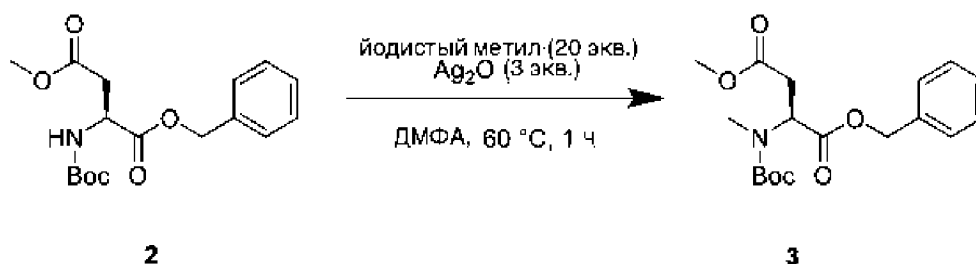 йодистый метил (20 экв.)
Ag₂O (3 экв.)
ДМФА, 60 °C, 1 ч
O
O
HN
Boc
O
O
2
O
O
N
Boc
O
O
3